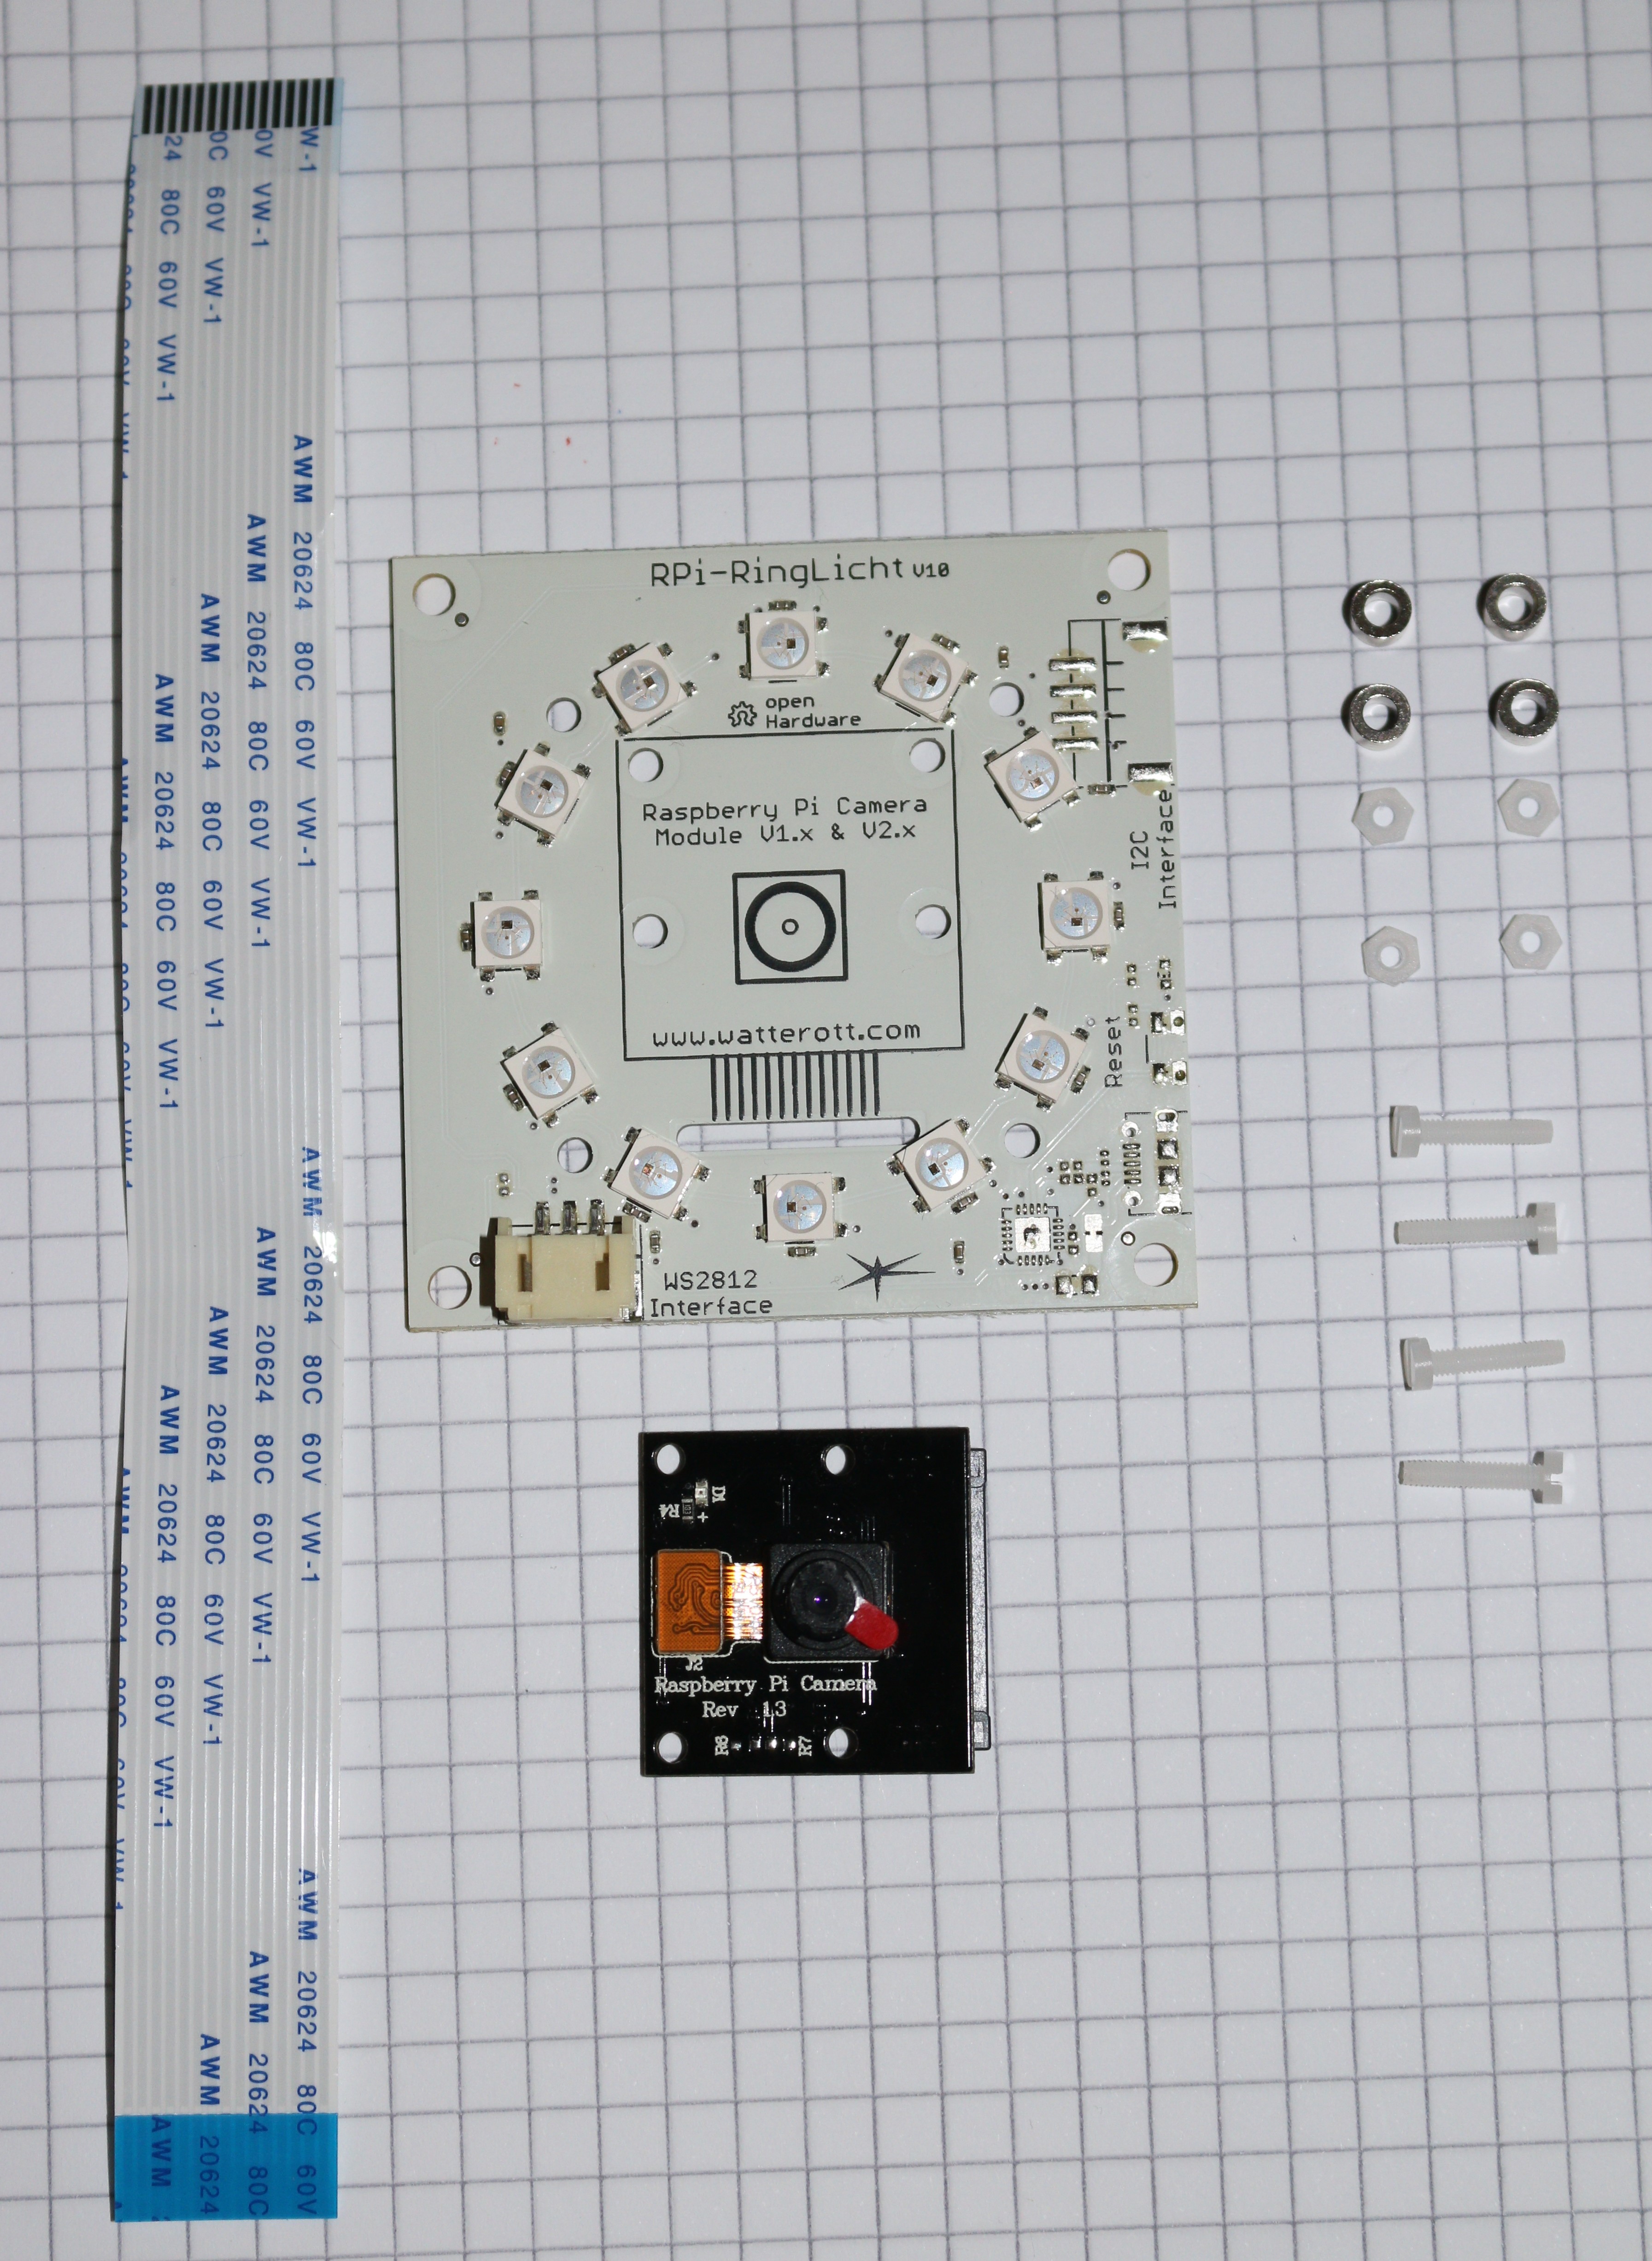 W-1
0V VW-1
0C 60V VW-1
24 80C 60V VW-1
AWM 20624 80C 60V VW-1
AWM 20624 80C 60V VW-1
AWM 20624 80C 60V VW-1
AWM 20624 80C 60V VW-1
AWM 20624 80C 60V VW-1
AWM 20624 80C 60V VW-1
AWM 20624 80C 60V VW-1
AWM 20624 80C 60V VW-1
AWM 20624 80C 60V
AWM 20624 80C
AWM 20624
AWM
RPi-RingLicht V10
open
Hardware
Raspberry Pi Camera
Module V1.x & V2.x
www.watterott.com
I2C
Interface
Reset
WS2812
Interface
D1
R4
+
J2
Raspberry Pi Camera
Rev 1.3
R6
R7